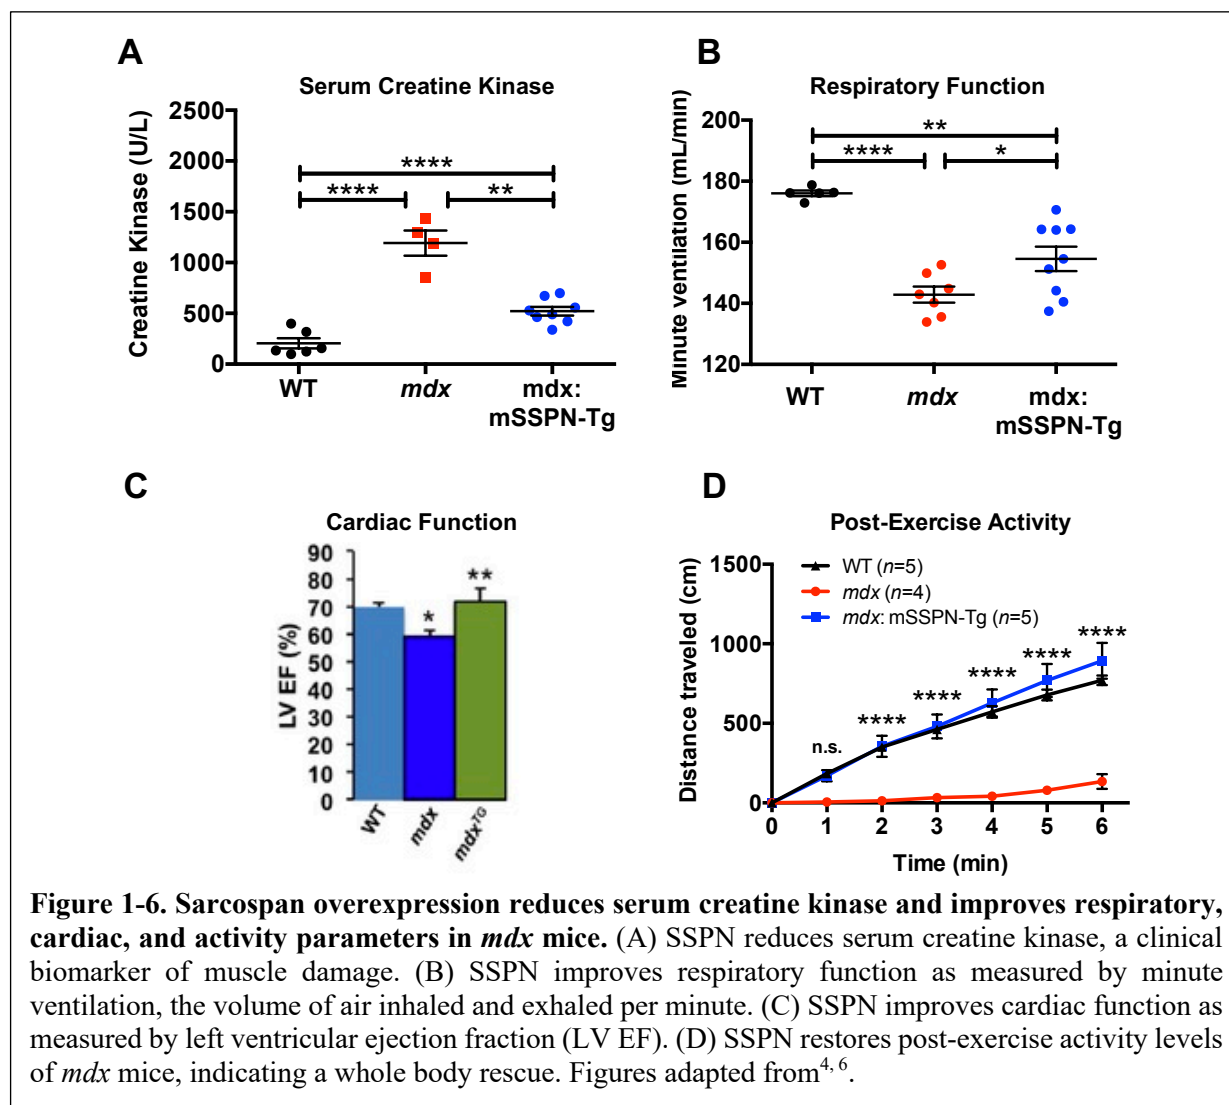 A
Serum Creatine Kinase
Creatine Kinase (U/L)
2500
2000
1500
1000
500
0
****
****
**
WT
mdx
mdx:
mSSPN-Tg
B
Respiratory Function
Minute ventilation (mL/min)
200
180
160
140
120
**
****
*
WT
mdx
mdx:
mSSPN-Tg
C
Cardiac Function
LV EF (%)
90
80
70
60
50
40
30
20
10
0
*
**
WT
mdx
mdxTG
D
Post-Exercise Activity
Distance traveled (cm)
1500
1000
500
0
WT (n=5)
mdx (n=4)
mdx: mSSPN-Tg (n=5)
n.s.
****
****
****
****
****
0 1 2 3 4 5 6
Time (min)
Figure 1-6. Sarcospan overexpression reduces serum creatine kinase and improves respiratory,
cardiac, and activity parameters in mdx mice. (A) SSPN reduces serum creatine kinase, a clinical
biomarker of muscle damage. (B) SSPN improves respiratory function as measured by minute
ventilation, the volume of air inhaled and exhaled per minute. (C) SSPN improves cardiac function as
measured by left ventricular ejection fraction (LV EF). (D) SSPN restores post-exercise activity levels
of mdx mice, indicating a whole body rescue. Figures adapted from4, 6.